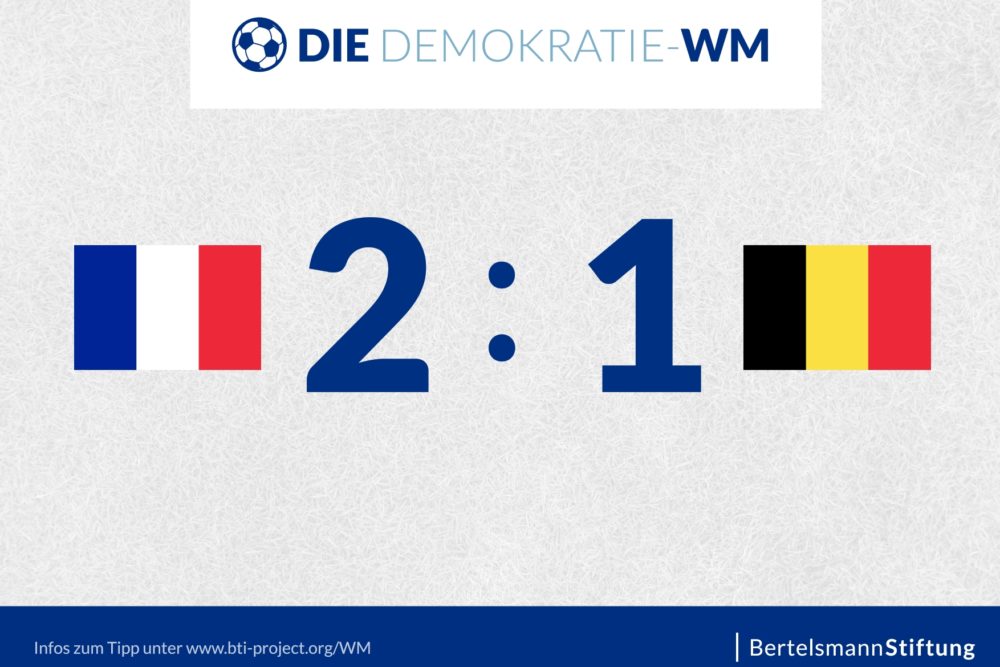 DIE DEMOKRATIE-WM
2 : 1
Infos zum Tipp unter www.bti-project.org/WM
| BertelsmannStiftung